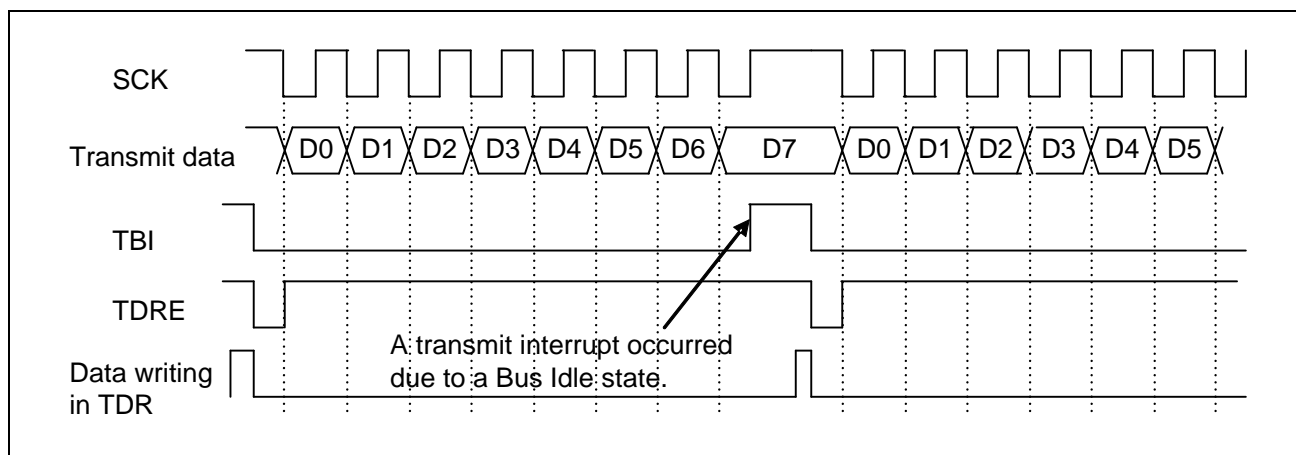 SCK
Transmit data
D0 D1 D2 D3 D4 D5 D6 D7 D0 D1 D2 D3 D4 D5
TBI
TDRE
A transmit interrupt occurred
due to a Bus Idle state.
Data writing
in TDR